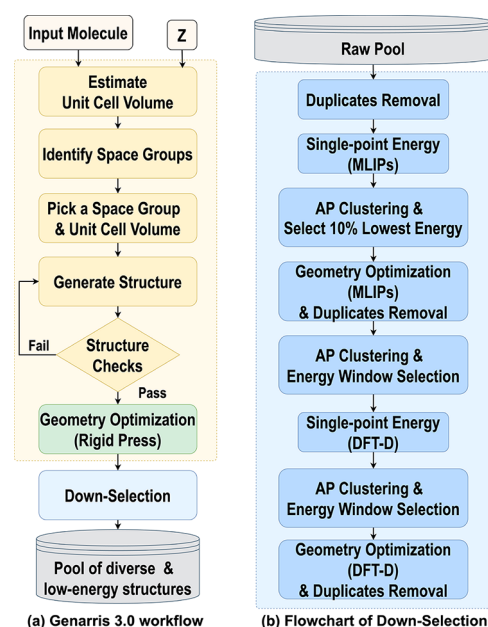 Input Molecule
Z
Estimate
Unit Cell Volume
Identify Space Groups
Pick a Space Group
& Unit Cell Volume
Generate Structure
Fail
Structure
Checks
Pass
Geometry Optimization
(Rigid Press)
Down-Selection
Pool of diverse &
low-energy structures
(a) Genarris 3.0 workflow
Raw Pool
Duplicates Removal
Single-point Energy
(MLIPs)
AP Clustering &
Select 10% Lowest Energy
Geometry Optimization
(MLIPs)
& Duplicates Removal
AP Clustering &
Energy Window Selection
Single-point Energy
(DFT-D)
AP Clustering &
Energy Window Selection
Geometry Optimization
(DFT-D)
& Duplicates Removal
(b) Flowchart of Down-Selection